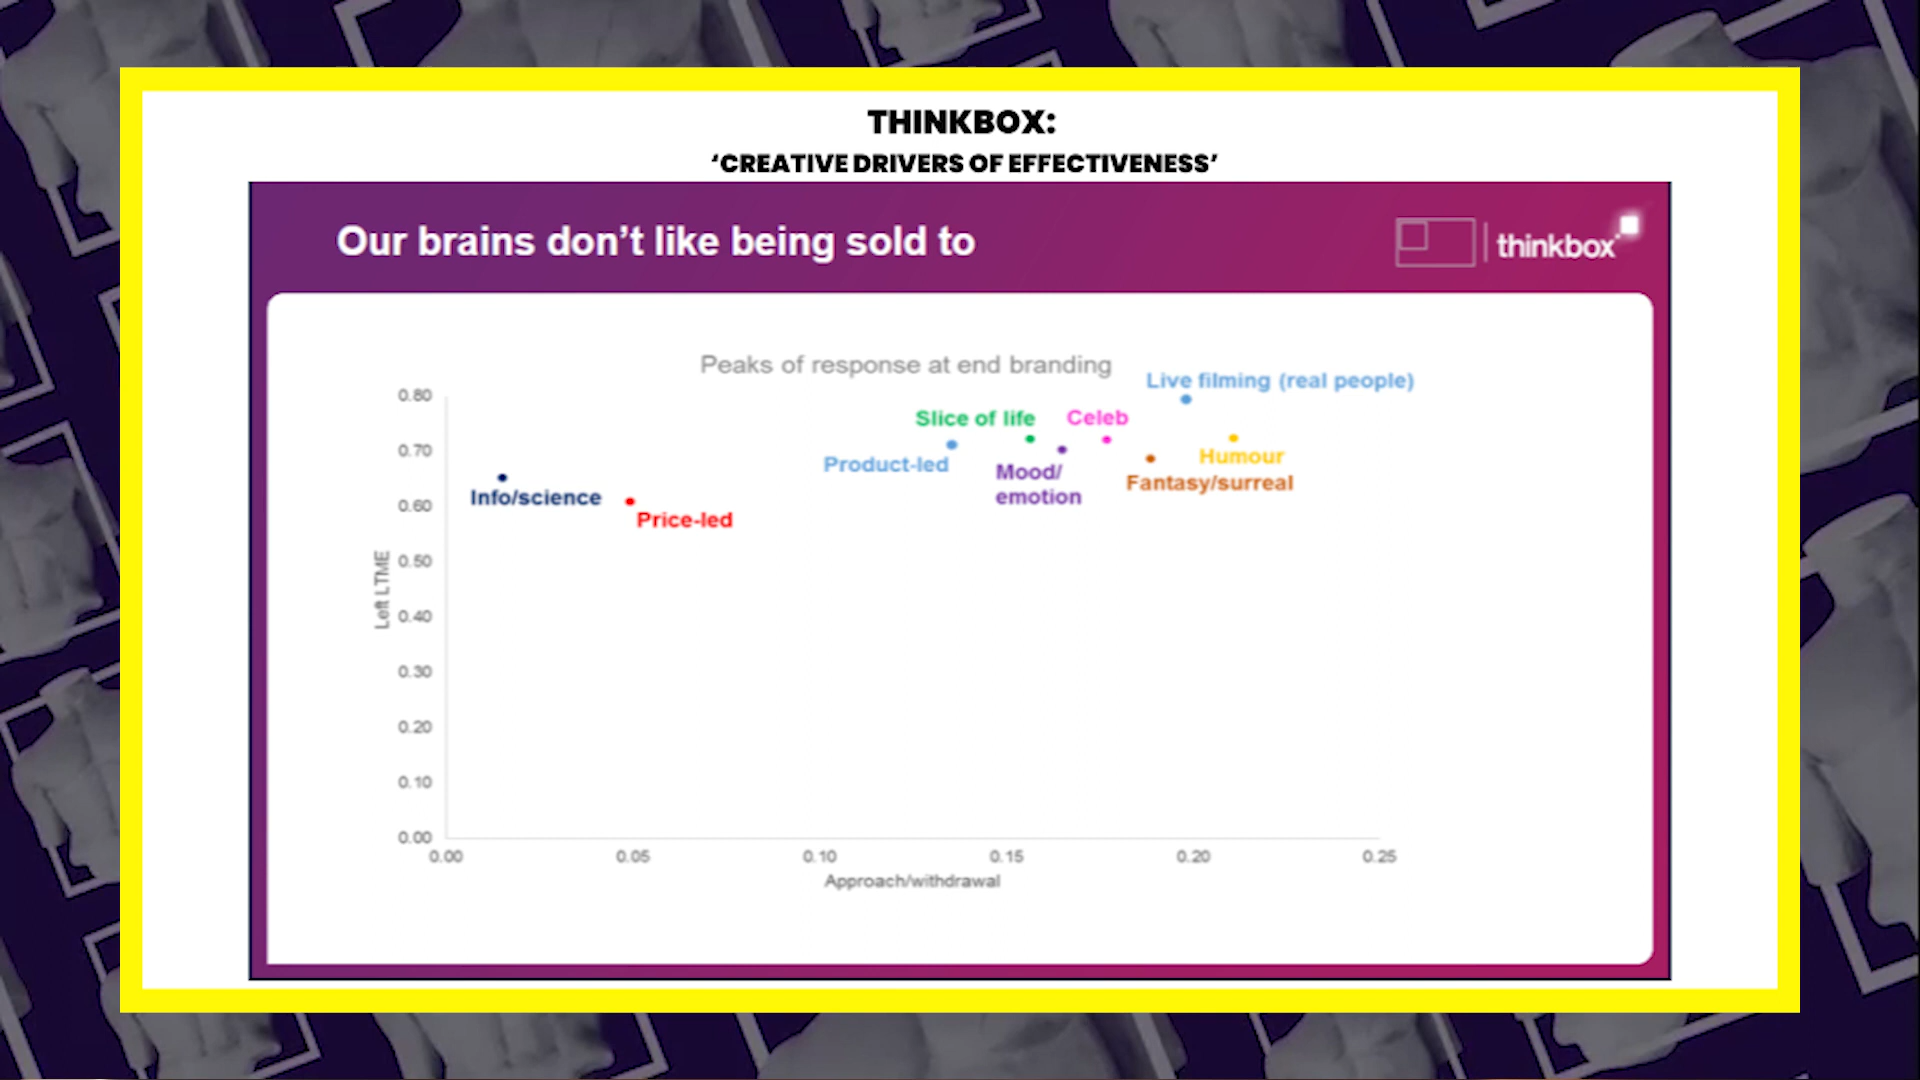 THINKBOX:
‘CREATIVE DRIVERS OF EFFECTIVENESS’
Our brains don’t like being sold to
thinkbox
Peaks of response at end branding
Live filming (real people)
0.80
Slice of life
Celeb
0.70
Product-led
Mood/
emotion
Humour
Fantasy/surreal
Info/science
0.60
Price-led
Left LTME
0.50
0.40
0.30
0.20
0.10
0.00
0.00 0.05 0.10 0.15 0.20 0.25
Approach/withdrawal